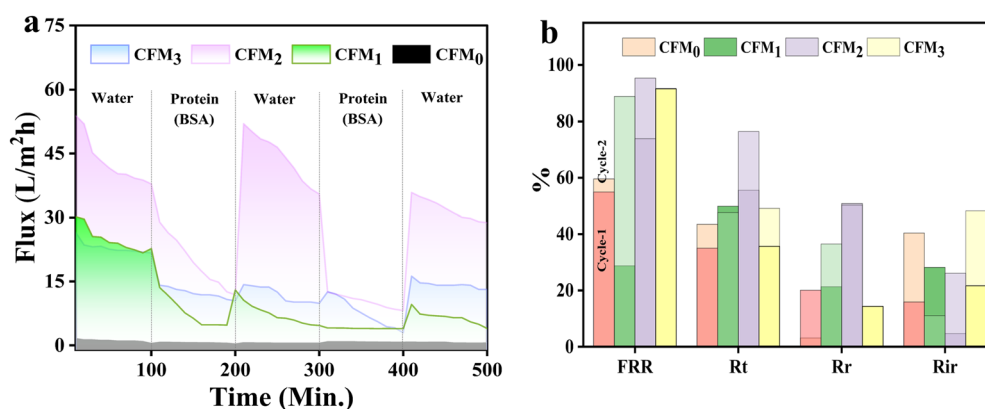 a
75
60
45
30
15
0
Flux (L/m²h)
CFM₃
CFM₂
CFM₁
CFM₀
Water
Protein
(BSA)
Water
Protein
(BSA)
Water
100
200
300
400
500
Time (Min.)
b
CFM₀
CFM₁
CFM₂
CFM₃
100
80
60
40
20
0
%
Cycle-2
Cycle-1
FRR
Rt
Rr
Rir